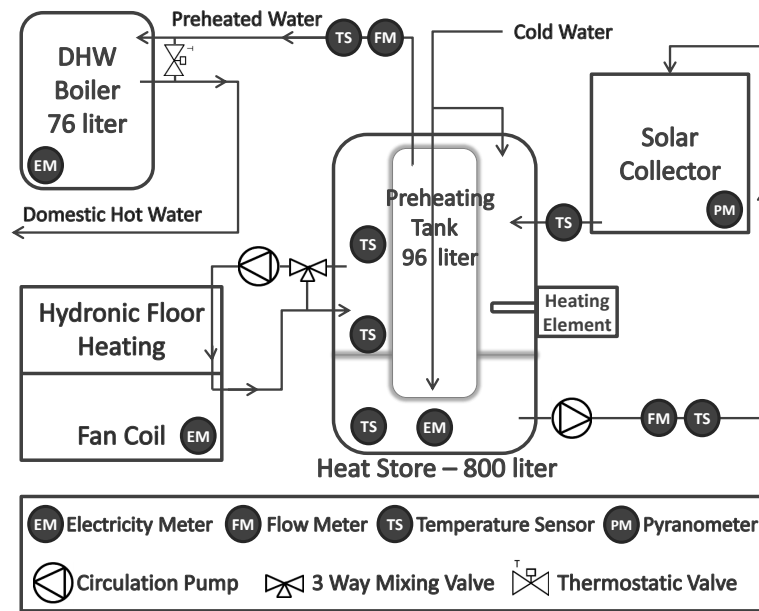 Preheated Water
DHW
Boiler
76 liter
EM
T
TS
FM
Cold Water
Domestic Hot Water
Preheating
Tank
96 liter
Solar
Collector
PM
TS
TS
TS
Heating
Element
Hydronic Floor
Heating
Fan Coil
EM
TS
EM
FM
TS
Heat Store – 800 liter
EM Electricity Meter
FM Flow Meter
TS Temperature Sensor
PM Pyranometer
Circulation Pump
3 Way Mixing Valve
T
Thermostatic Valve